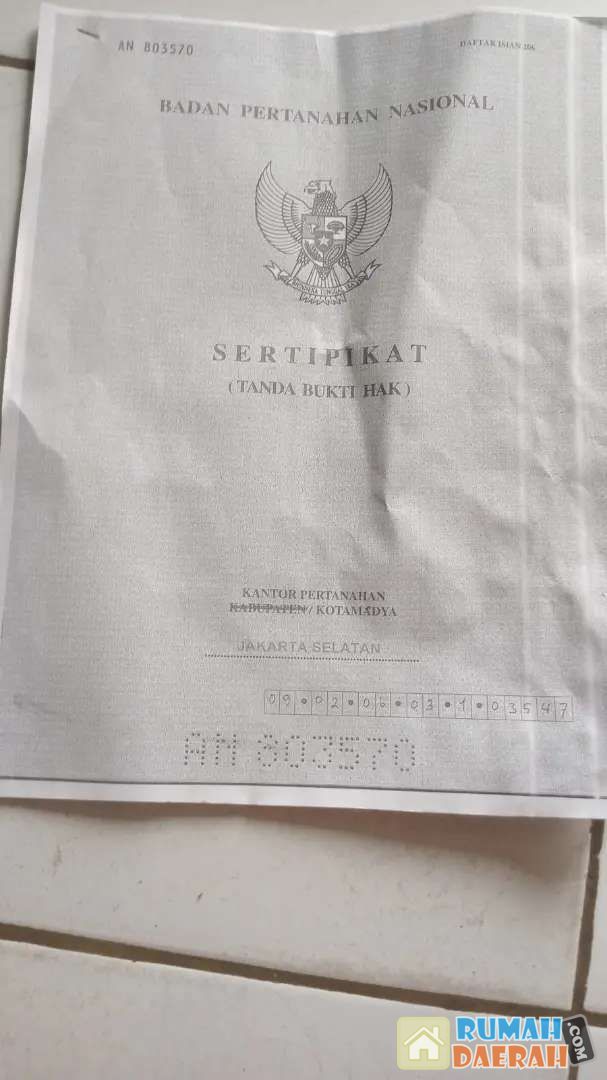 AN 803570
DAFTAR ISIAN 206
BADAN PERTANAHAN NASIONAL
SERTIPIKAT
(TANDA BUKTI HAK)
KANTOR PERTANAHAN
KABUPATEN / KOTAMADYA
JAKARTA SELATAN
09.02.06.03.1.03547
AN 803570
RUMAH
DAERAH
.COM